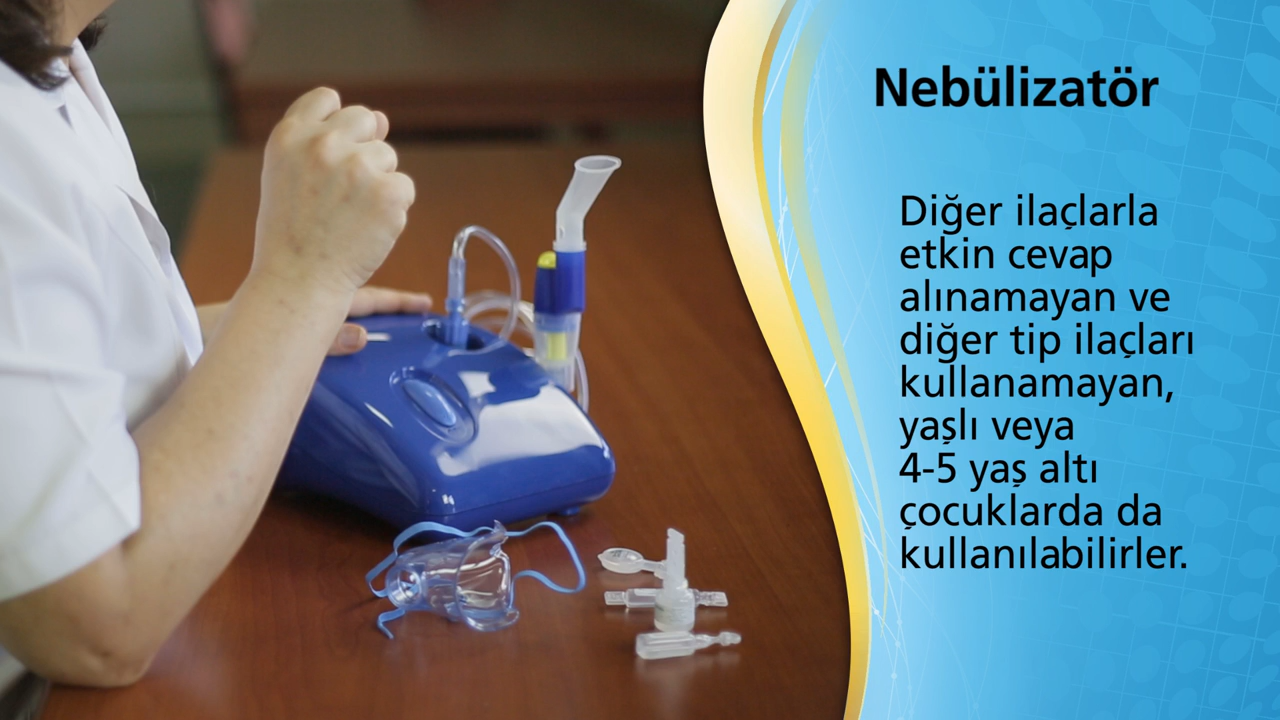 Nebülizatör
Diğer ilaçlarla
etkin cevap
alınamayan ve
diğer tip ilaçları
kullanamayan,
yaşlı veya
4-5 yaş altı
çocuklarda da
kullanılabilirler.